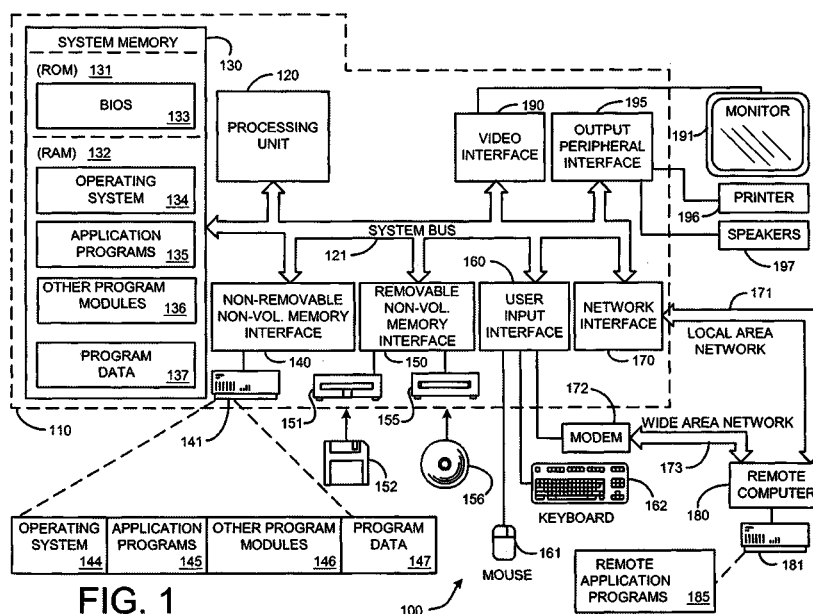 SYSTEM MEMORY
130
(ROM) 131
BIOS
133
(RAM) 132
OPERATING
SYSTEM 134
APPLICATION
PROGRAMS 135
OTHER PROGRAM
MODULES 136
PROGRAM
DATA 137
120
PROCESSING
UNIT
190
VIDEO
INTERFACE
195
OUTPUT
PERIPHERAL
INTERFACE
MONITOR
191
PRINTER
196
SPEAKERS
197
SYSTEM BUS
121
NON-REMOVABLE
NON-VOL. MEMORY
INTERFACE
140
REMOVABLE
NON-VOL.
MEMORY
INTERFACE
150
160
USER
INPUT
INTERFACE
NETWORK
INTERFACE
170
171
LOCAL AREA
NETWORK
110
141
151
152
155
156
172
MODEM
WIDE AREA NETWORK
173
REMOTE
COMPUTER
180
181
KEYBOARD
162
161
MOUSE
OPERATING
SYSTEM 144
APPLICATION
PROGRAMS 145
OTHER PROGRAM
MODULES 146
PROGRAM
DATA 147
REMOTE
APPLICATION
PROGRAMS 185
FIG. 1
100